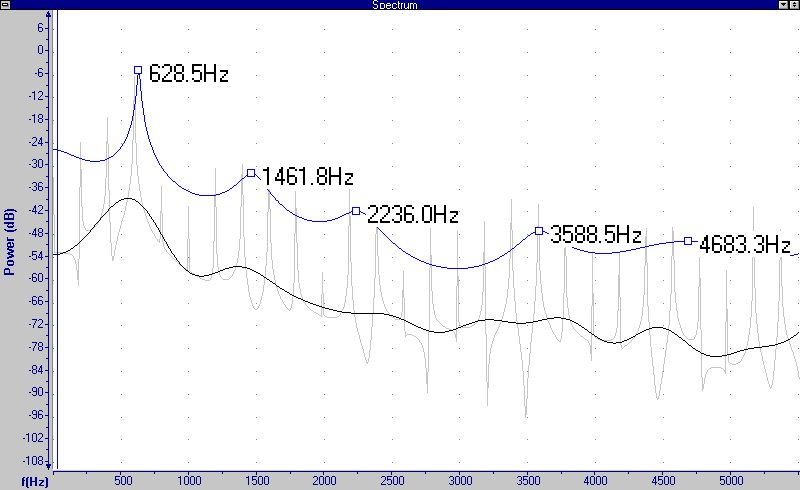 Spectrum
6
0
-6
-12
-18
-24
-30
-36
-42
-48
-54
-60
-66
-72
-78
-84
-90
-96
-102
-108
Power (dB)
628.5Hz
1461.8Hz
2236.0Hz
3588.5Hz
4683.3Hz
f(Hz) 500 1000 1500 2000 2500 3000 3500 4000 4500 5000